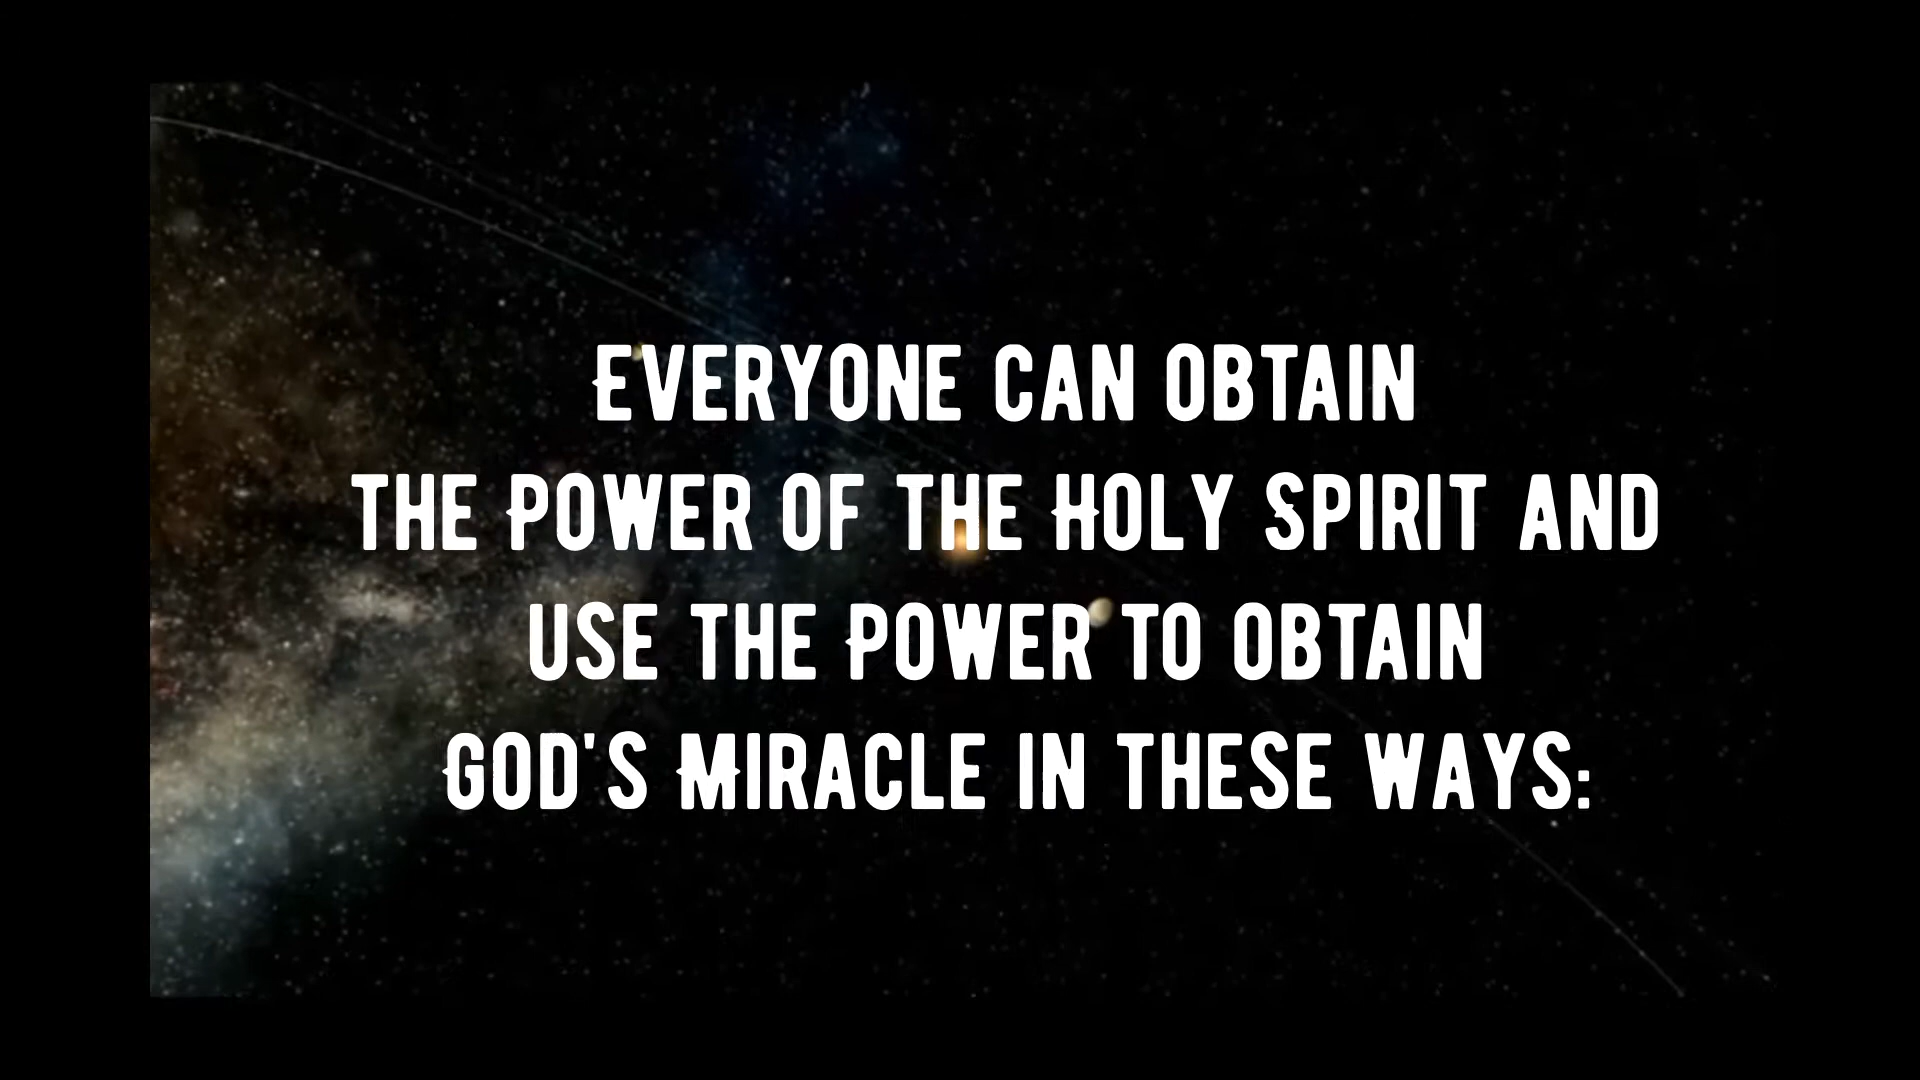 Everyone can obtain
the Power of the Holy Spirit and
use the Power to obtain
God's Miracle in these ways: